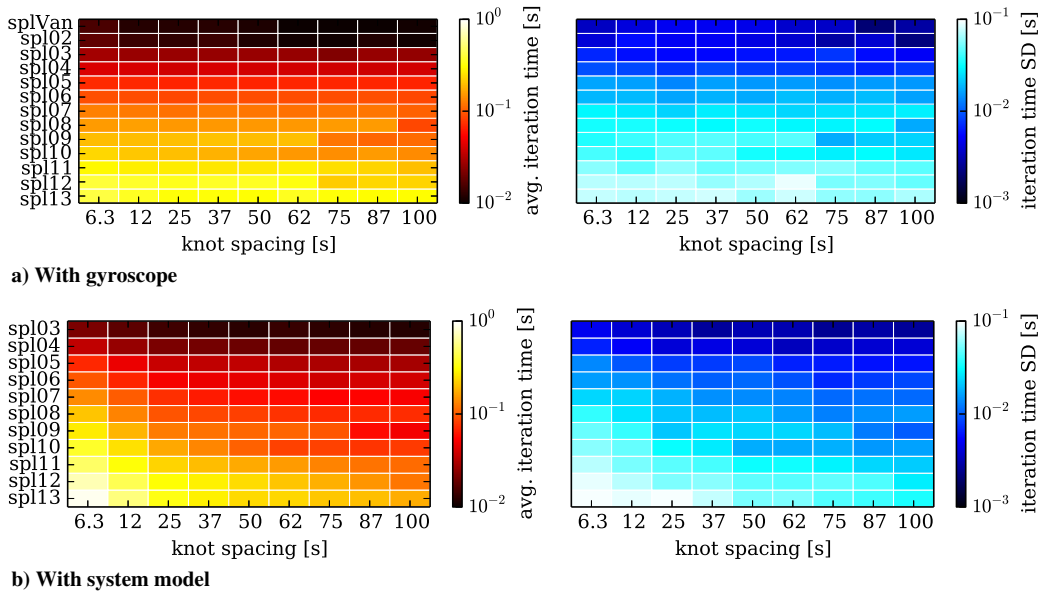 splVan
spl02
spl03
spl04
spl05
spl06
spl07
spl08
spl09
spl10
spl11
spl12
spl13
6.3 12 25 37 50 62 75 87 100
knot spacing [s]
10⁰
10⁻¹
10⁻²
avg. iteration time [s]
6.3 12 25 37 50 62 75 87 100
knot spacing [s]
10⁻¹
10⁻²
10⁻³
iteration time SD [s]
a) With gyroscope
spl03
spl04
spl05
spl06
spl07
spl08
spl09
spl10
spl11
spl12
spl13
6.3 12 25 37 50 62 75 87 100
knot spacing [s]
10⁰
10⁻¹
10⁻²
avg. iteration time [s]
6.3 12 25 37 50 62 75 87 100
knot spacing [s]
10⁻¹
10⁻²
10⁻³
iteration time SD [s]
b) With system model